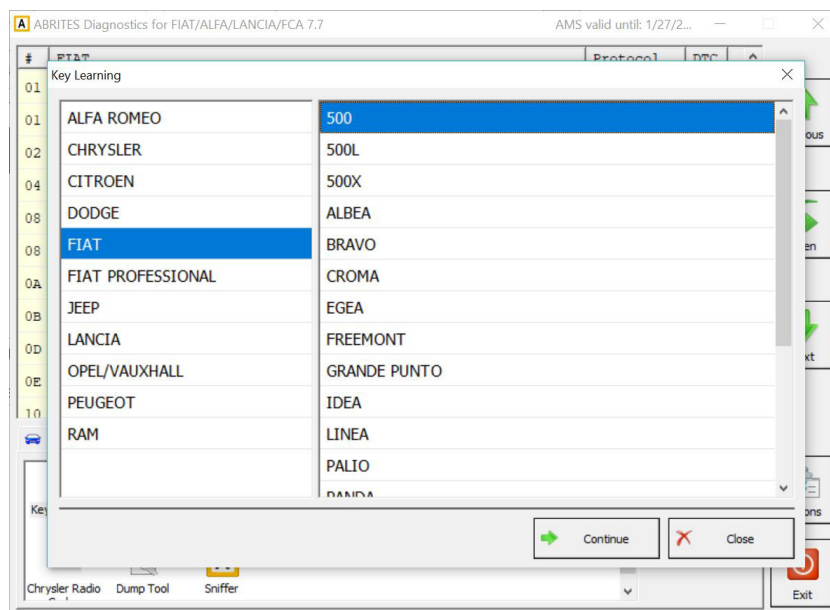 ABRITES Diagnostics for FIAT/ALFA/LANCIA/FCA 7.7
AMS valid until: 1/27/2...
# FIAT Protocol DTC
Key Learning
01
01
02
04
08
08
0A
0B
0D
0E
10
ALFA ROMEO
CHRYSLER
CITROEN
DODGE
FIAT
FIAT PROFESSIONAL
JEEP
LANCIA
OPEL/VAUXHALL
PEUGEOT
RAM
500
500L
500X
ALBEA
BRAVO
CROMA
EGEA
FREEMONT
GRANDE PUNTO
IDEA
LINEA
PALIO
PANDA
Continue
Close
Key
Chrysler Radio
Dump Tool
Sniffer
Exit